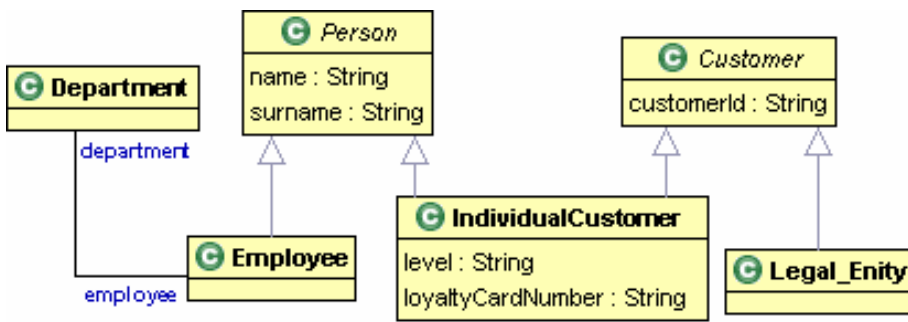 C Person
name : String
surname : String
C Department
department
C Customer
customerId : String
C IndividualCustomer
level : String
loyaltyCardNumber : String
C Employee
employee
C Legal_Enity